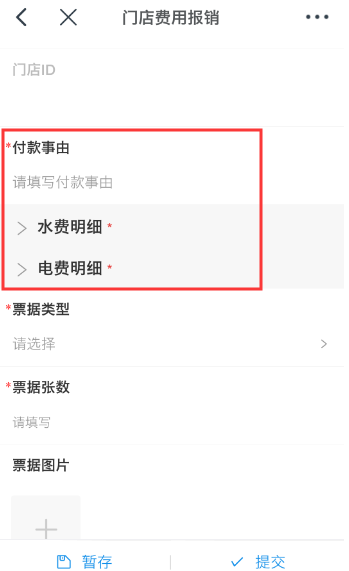 门店费用报销
门店ID
*付款事由
请填写付款事由
水费明细 *
电费明细 *
*票据类型
请选择
*票据张数
请填写
票据图片
暂存 提交